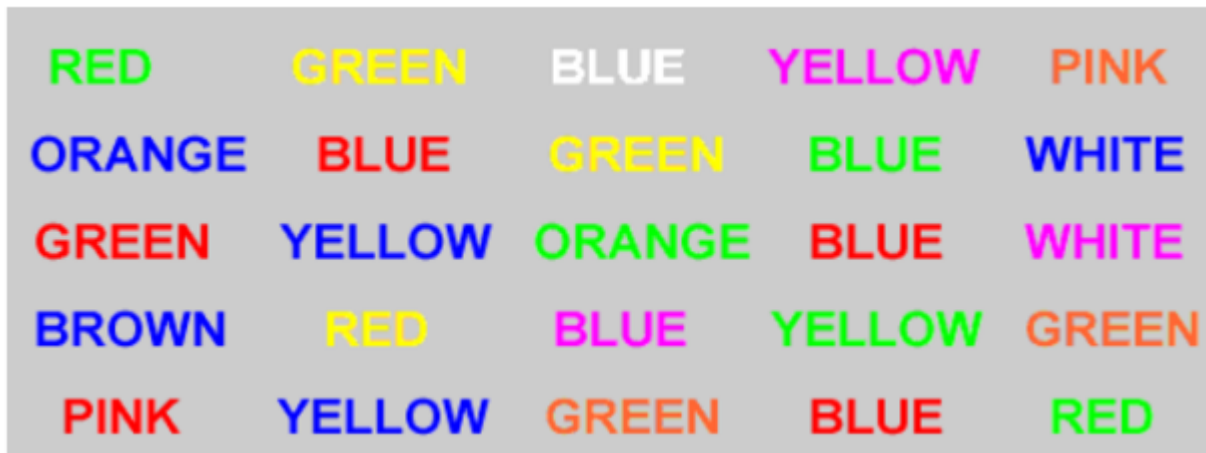 RED GREEN BLUE YELLOW PINK
ORANGE BLUE GREEN BLUE WHITE
GREEN YELLOW ORANGE BLUE WHITE
BROWN RED BLUE YELLOW GREEN
PINK YELLOW GREEN BLUE RED